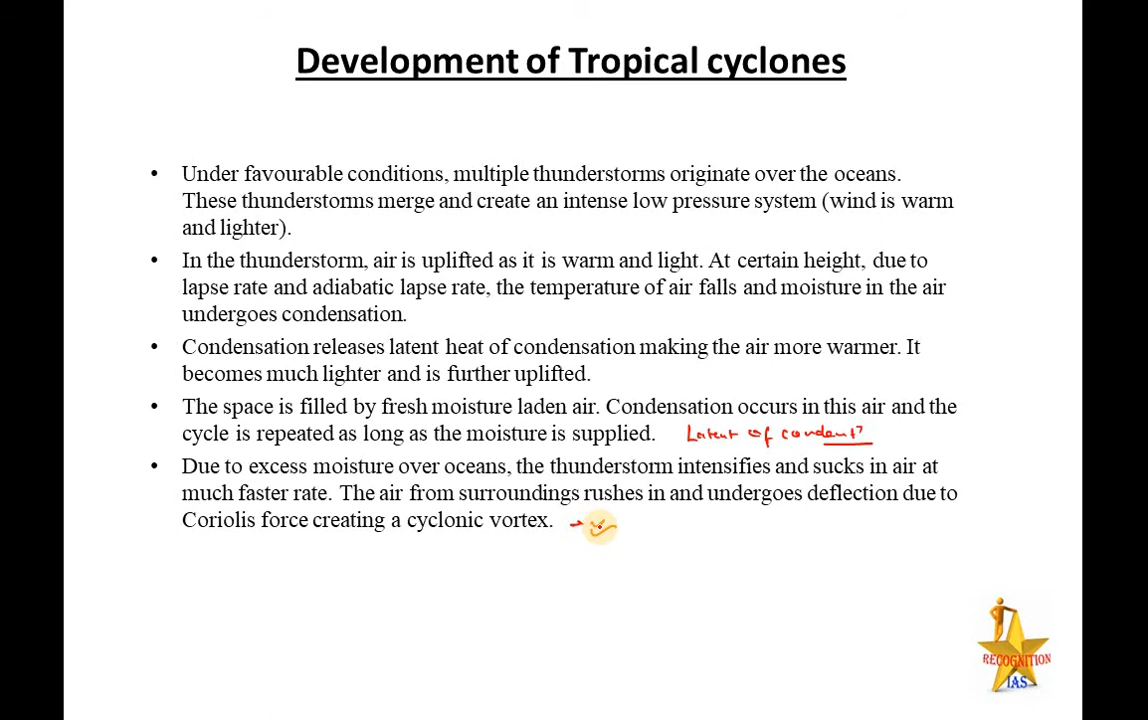 Development of Tropical cyclones
• Under favourable conditions, multiple thunderstorms originate over the oceans.
These thunderstorms merge and create an intense low pressure system (wind is warm
and lighter).
• In the thunderstorm, air is uplifted as it is warm and light. At certain height, due to
lapse rate and adiabatic lapse rate, the temperature of air falls and moisture in the air
undergoes condensation.
• Condensation releases latent heat of condensation making the air more warmer. It
becomes much lighter and is further uplifted.
• The space is filled by fresh moisture laden air. Condensation occurs in this air and the
cycle is repeated as long as the moisture is supplied. Latent of
• Due to excess moisture over oceans, the thunderstorm intensifies and sucks in air at
much faster rate. The air from surroundings rushes in and undergoes deflection due to
Coriolis force creating a cyclonic vortex.
RECOGNITION
IAS